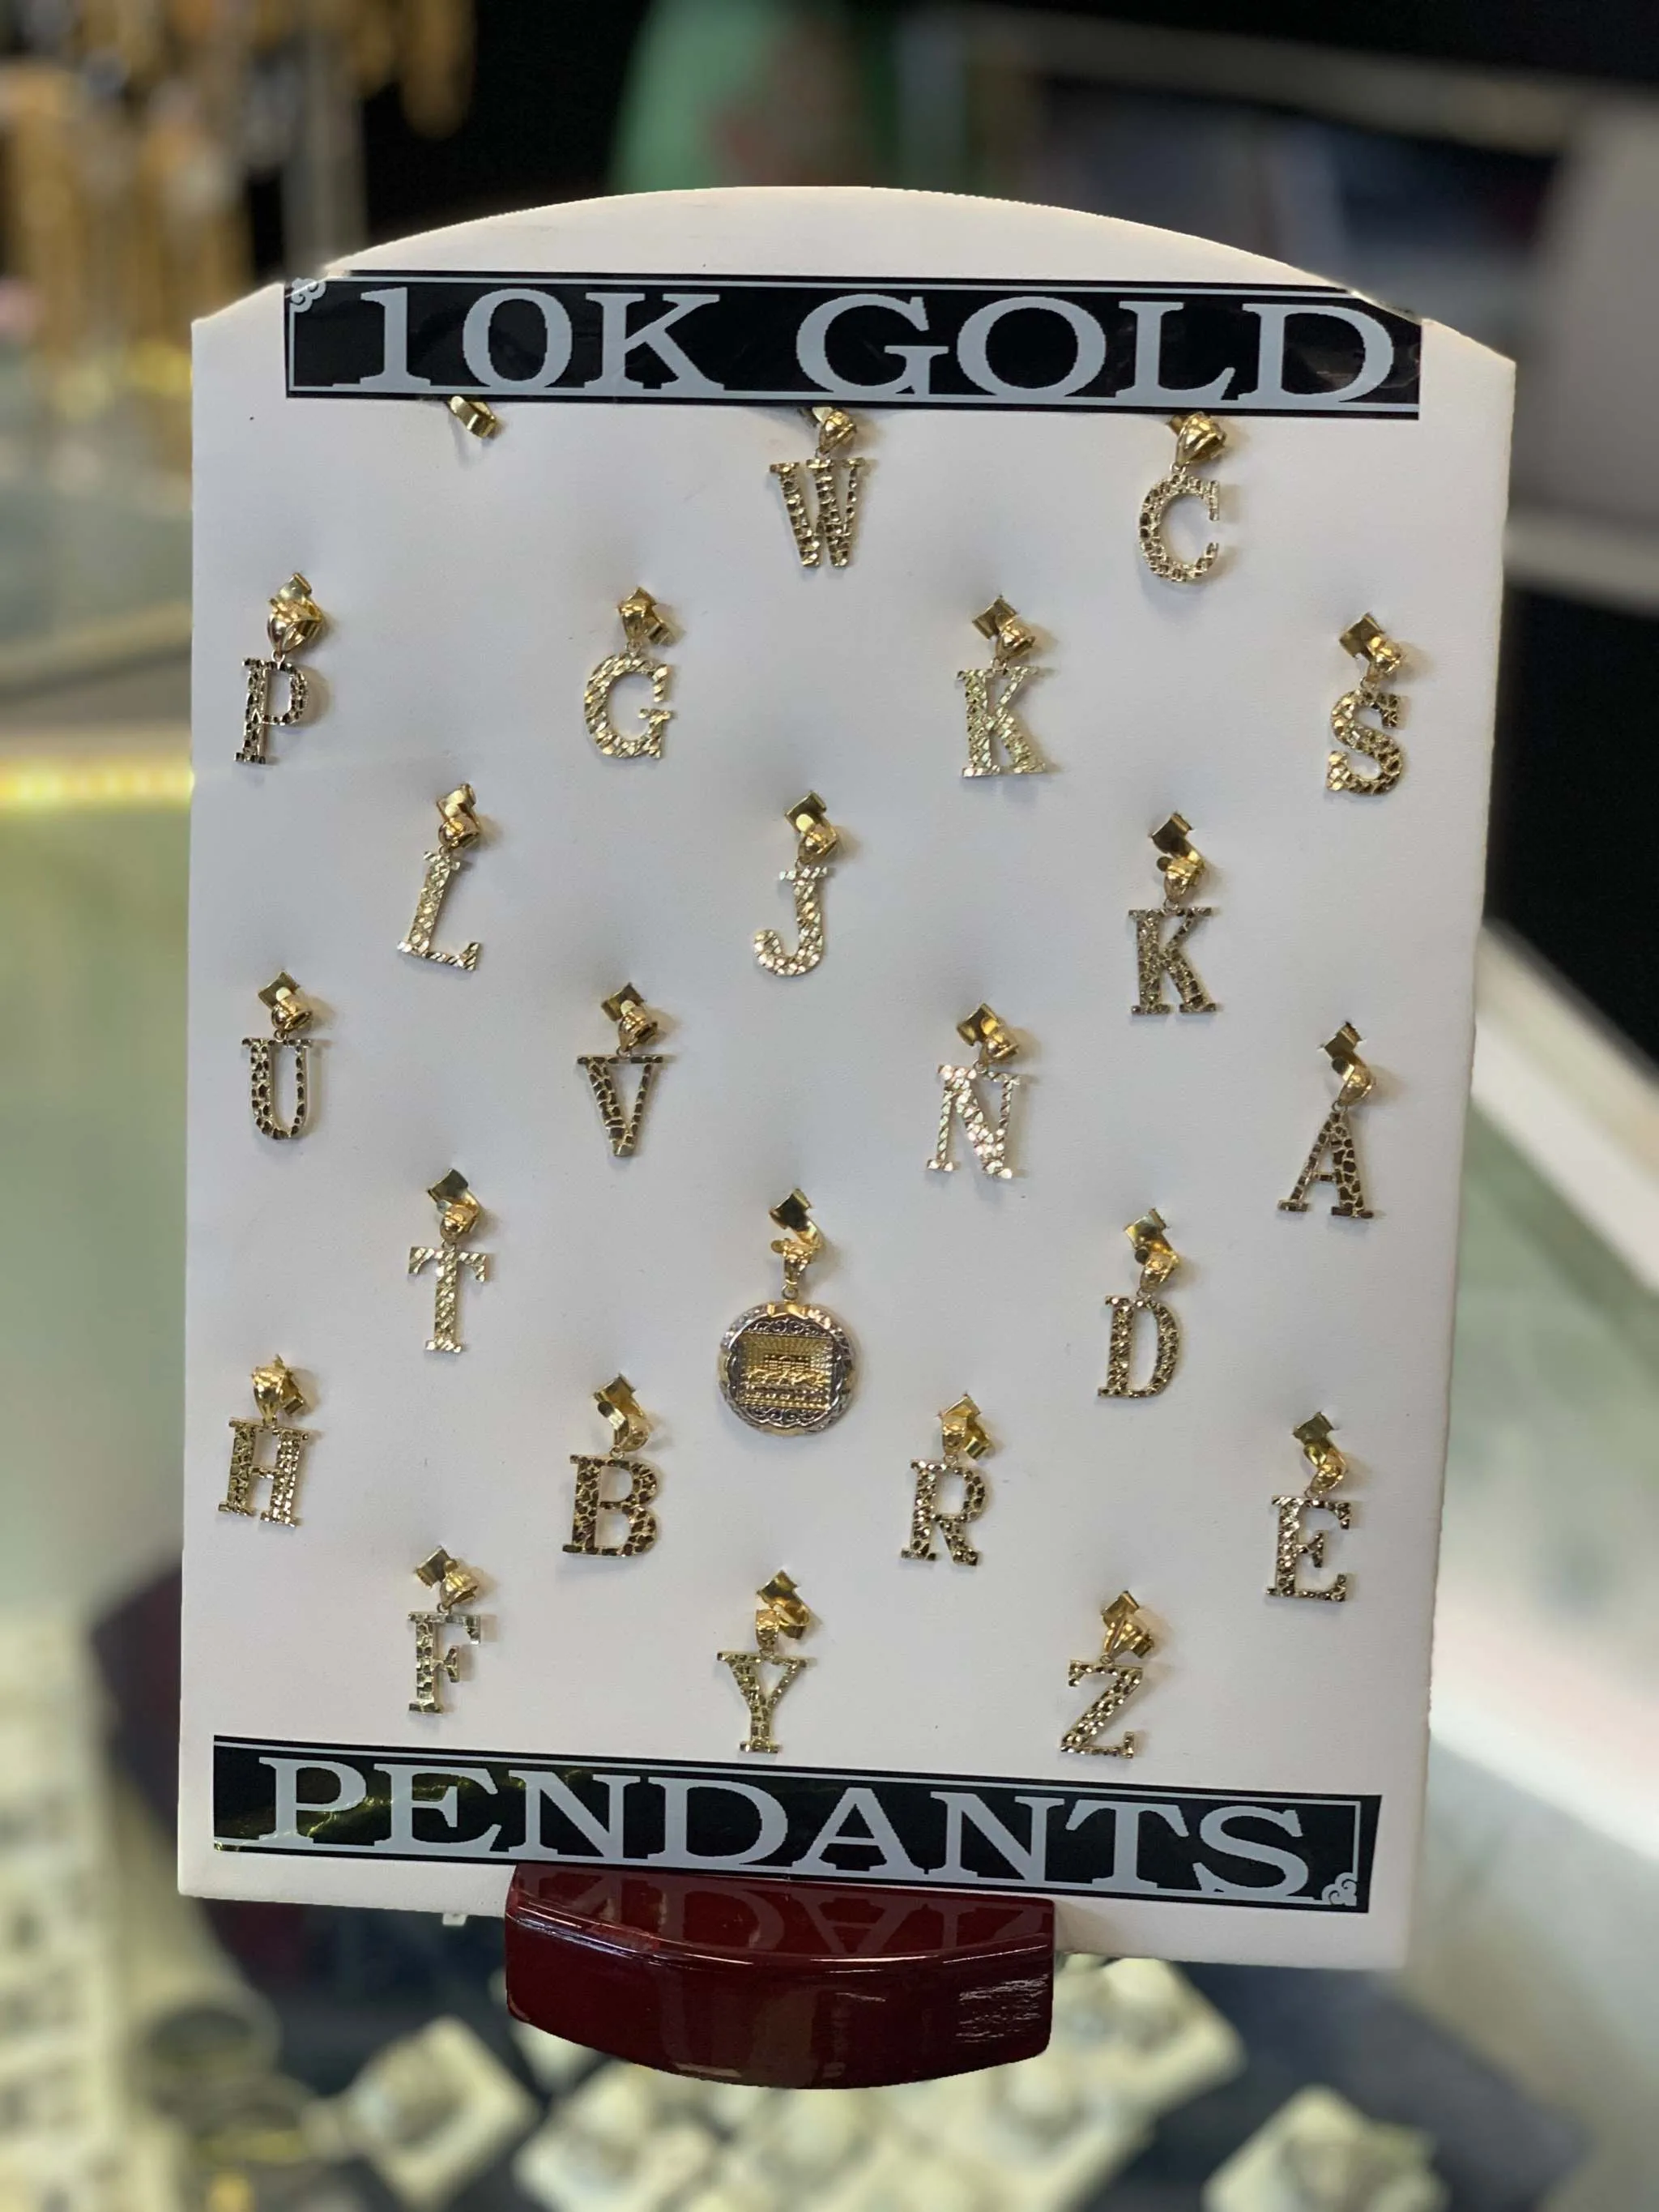 10K GOLD
W C
P G K S
L J K
U V N A
T D
H B R E
F Y Z
PENDANTS